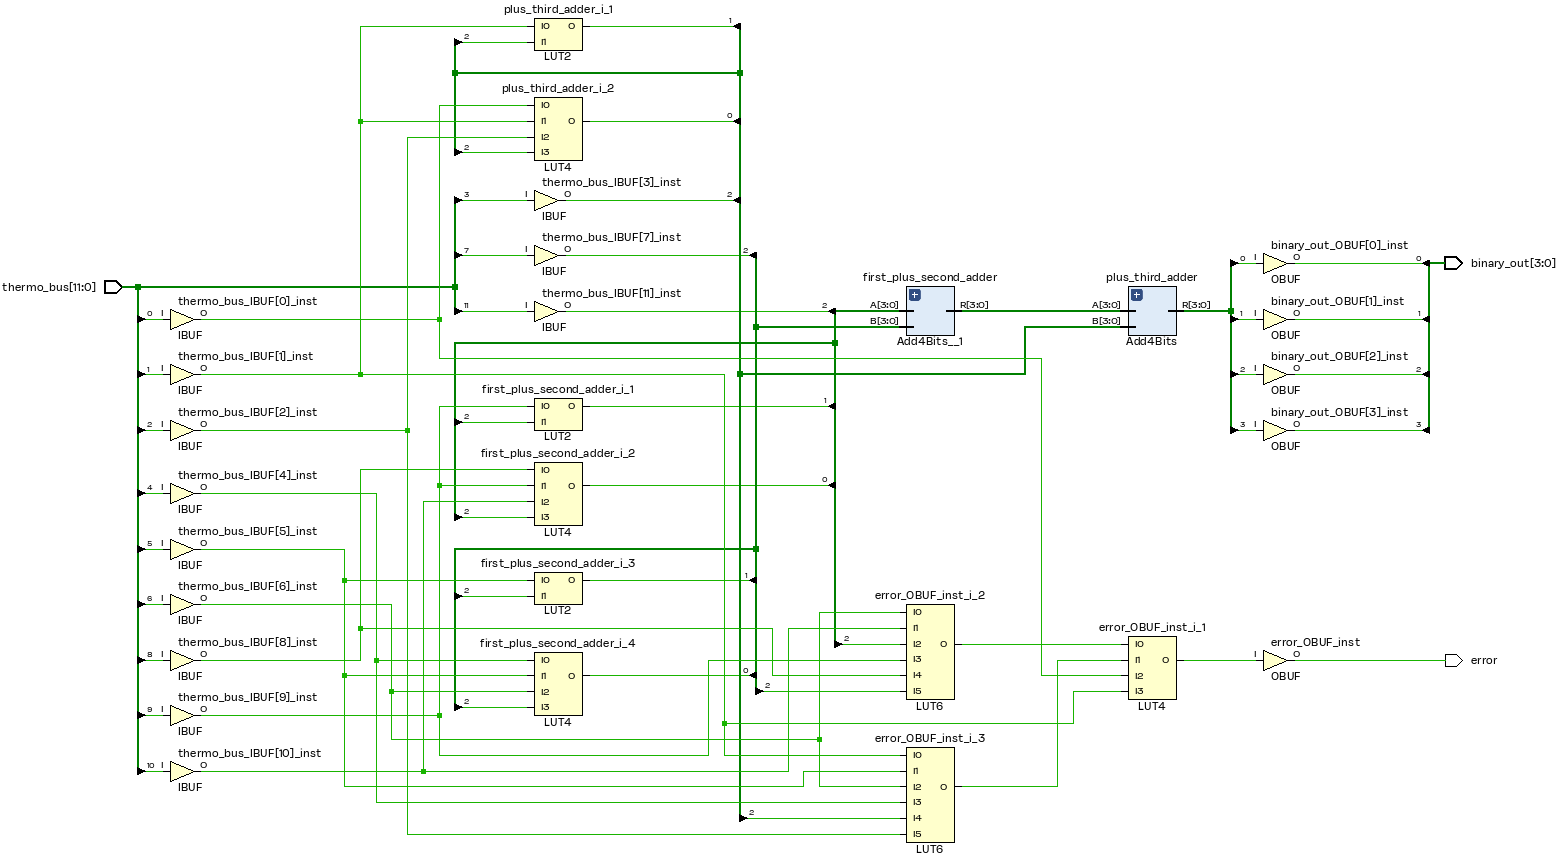 plus_third_adder_i_1
1
I0 O
2
I1
LUT2
plus_third_adder_i_2
I0
I1 O 0
I2
2 I3
LUT4
thermo_bus_IBUF[3]_inst
3 I O 2
IBUF
thermo_bus_IBUF[7]_inst
7 I O 2
IBUF
thermo_bus_IBUF[11]_inst
11 I O 2
IBUF
thermo_bus[11:0]
thermo_bus_IBUF[0]_inst
0 I O
IBUF
thermo_bus_IBUF[1]_inst
1 I O
IBUF
thermo_bus_IBUF[2]_inst
2 I O
IBUF
thermo_bus_IBUF[4]_inst
4 I O
IBUF
thermo_bus_IBUF[5]_inst
5 I O
IBUF
thermo_bus_IBUF[6]_inst
6 I O
IBUF
thermo_bus_IBUF[8]_inst
8 I O
IBUF
thermo_bus_IBUF[9]_inst
9 I O
IBUF
thermo_bus_IBUF[10]_inst
10 I O
IBUF
first_plus_second_adder_i_1
I0 O 1
2 I1
LUT2
first_plus_second_adder_i_2
I0
I1 O 0
I2
2 I3
LUT4
first_plus_second_adder_i_3
I0 O 1
2 I1
LUT2
first_plus_second_adder_i_4
I0
I1 O 0
I2
2 I3
LUT4
first_plus_second_adder
A[3:0] R[3:0]
B[3:0]
Add4Bits__1
plus_third_adder
A[3:0] R[3:0]
B[3:0]
Add4Bits
binary_out_OBUF[0]_inst
0 I O 0
OBUF
binary_out[3:0]
binary_out_OBUF[1]_inst
1 I O 1
OBUF
binary_out_OBUF[2]_inst
2 I O 2
OBUF
binary_out_OBUF[3]_inst
3 I O 3
OBUF
error_OBUF_inst_i_2
I0
I1
2 I2 O
I3
I4
2 I5
LUT6
error_OBUF_inst_i_3
I0
I1
I2 O
I3
2 I4
I5
LUT6
error_OBUF_inst_i_1
I0
I1 O
I2
I3
LUT4
error_OBUF_inst
I O
OBUF
error